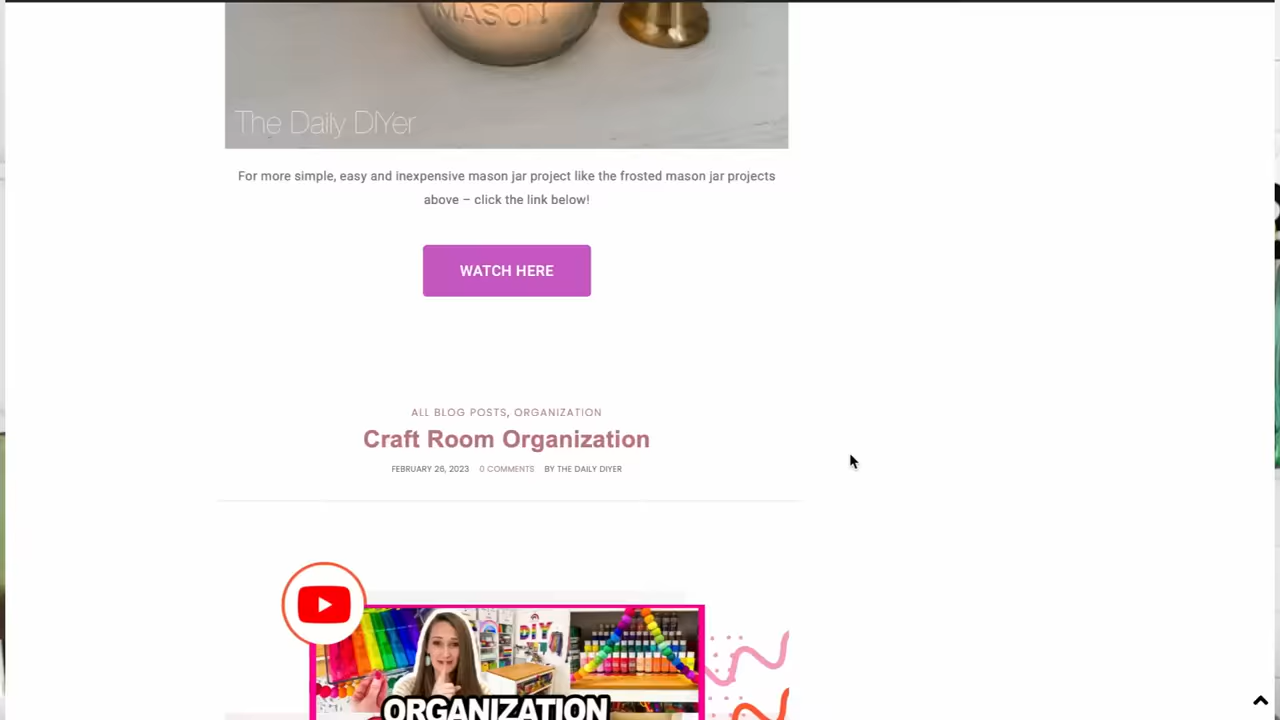 MASON
The Daily DIYer
For more simple, easy and inexpensive mason jar project like the frosted mason jar projects
above – click the link below!
WATCH HERE
ALL BLOG POSTS, ORGANIZATION
Craft Room Organization
FEBRUARY 26, 2023 0 COMMENTS BY THE DAILY DIYER
DIY
ORGANIZATION